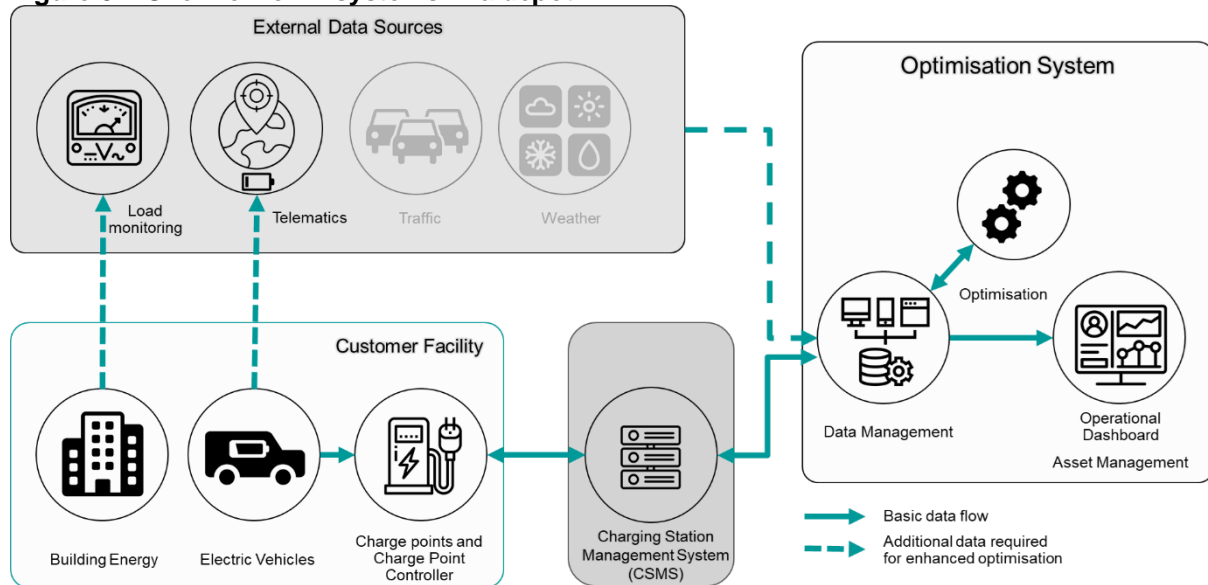 External Data Sources
Load
monitoring
Telematics
Traffic
Weather
Optimisation System
Optimisation
Data Management
Operational
Dashboard
Asset Management
Customer Facility
Building Energy
Electric Vehicles
Charge points and
Charge Point
Controller
Charging Station
Management System
(CSMS)
Basic data flow
Additional data required
for enhanced optimisation